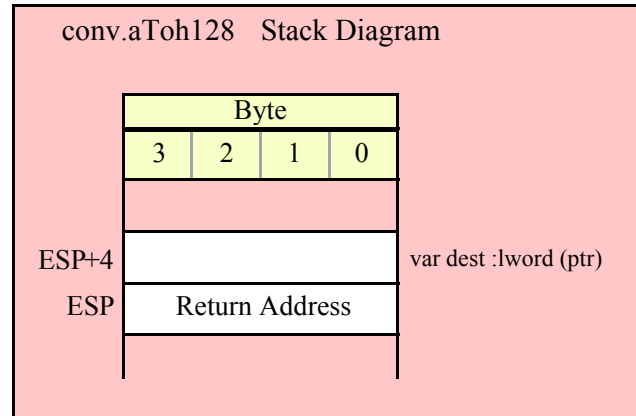 conv.aToh128 Stack Diagram
Byte
3 2 1 0
ESP+4 var dest :lword (ptr)
ESP Return Address